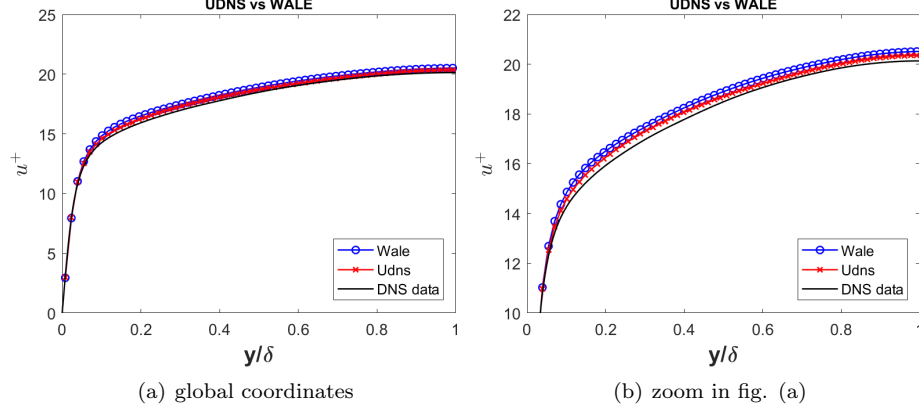 UDNS vs WALE
25
20
15
10
5
0
u+
0 0.2 0.4 0.6 0.8 1
y/δ
Wale
Udns
DNS data
(a) global coordinates
UDNS vs WALE
22
20
18
16
14
12
10
u+
0 0.2 0.4 0.6 0.8 1
y/δ
Wale
Udns
DNS data
(b) zoom in fig. (a)